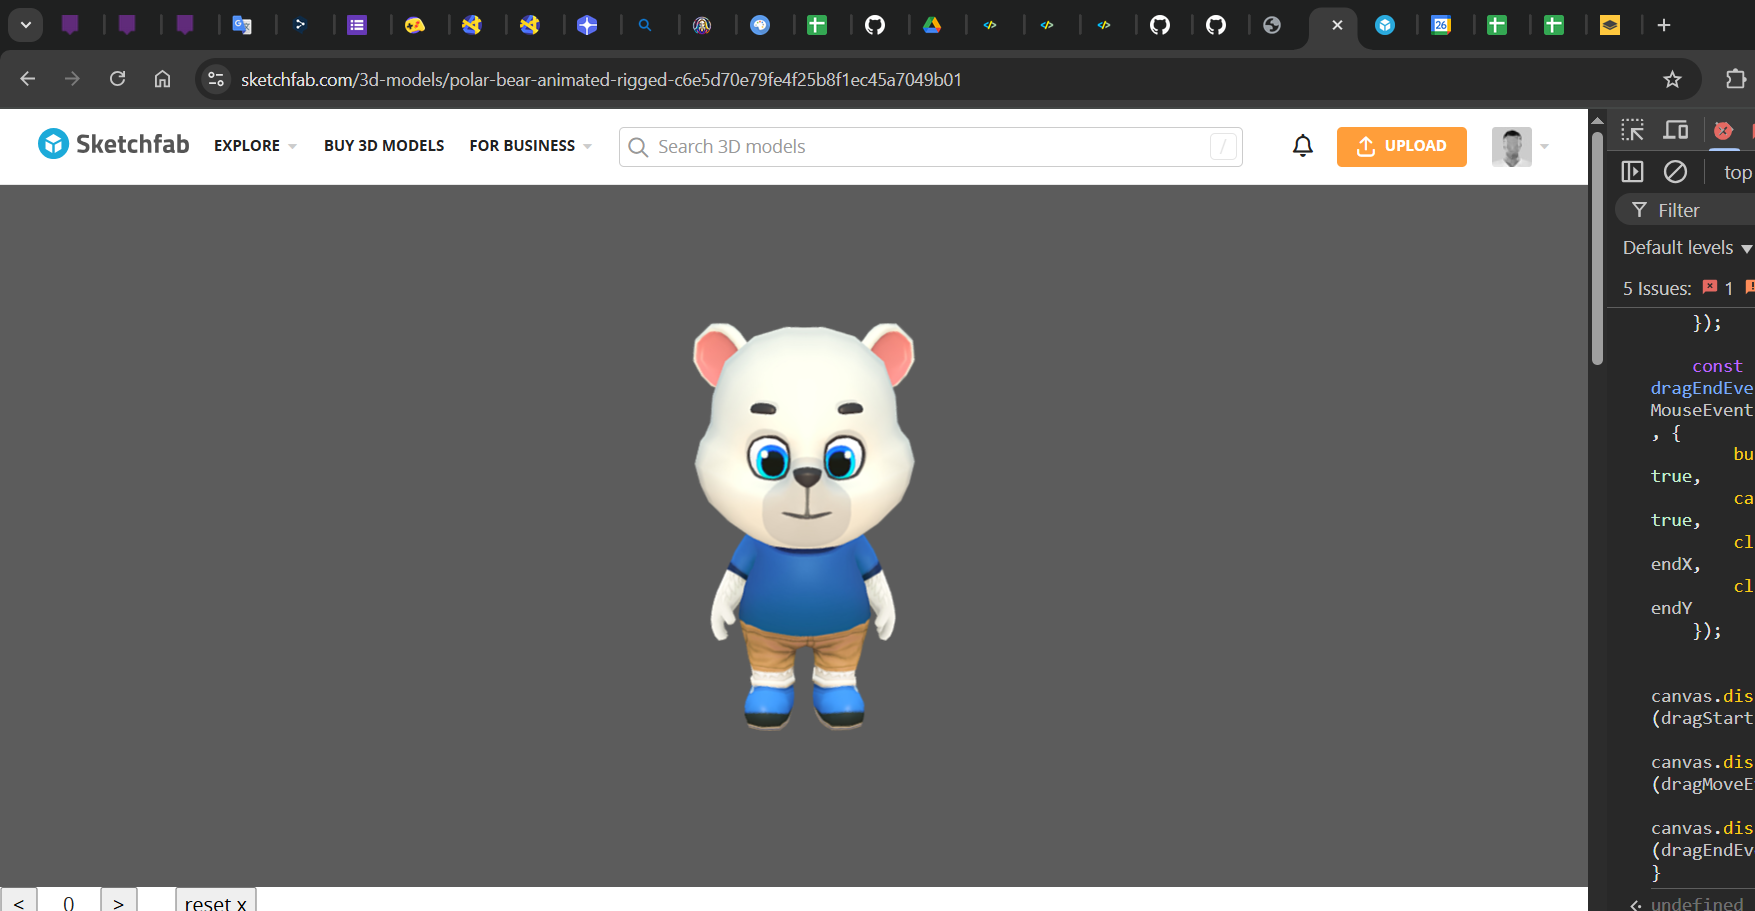 26
sketchfab.com/3d-models/polar-bear-animated-rigged-c6e5d70e79fe4f25b8f1ec45a7049b01
Sketchfab EXPLORE BUY 3D MODELS FOR BUSINESS Search 3D models / UPLOAD
top
Filter
Default levels
5 Issues: 1
});
const
dragEndEve
MouseEvent
, {
bu
true,
ca
true,
cl
endX,
cl
endY
});
canvas.dis
(dragStart
canvas.dis
(dragMoveE
canvas.dis
(dragEndEv
}
undefined
< 0 > reset x